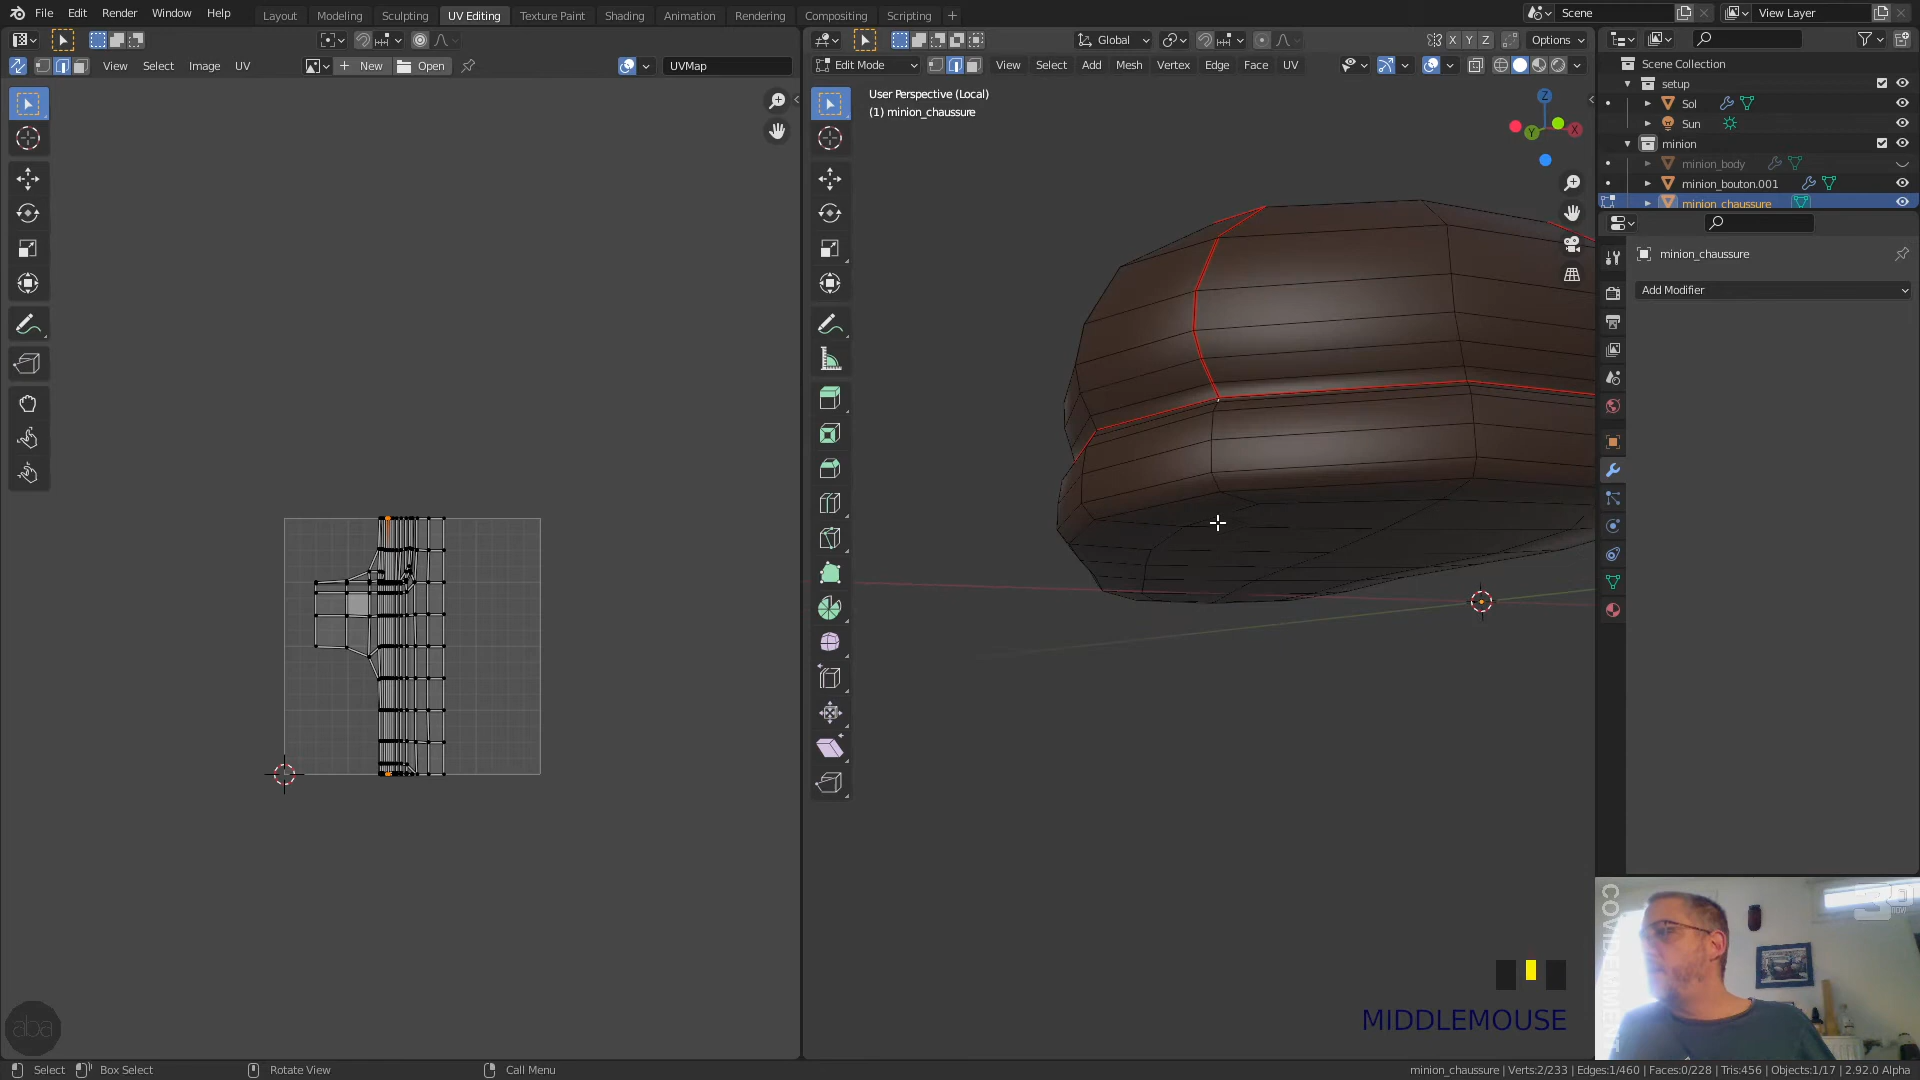 File Edit Render Window Help
Layout Modeling Sculpting UV Editing Texture Paint Shading Animation Rendering Compositing Scripting +
Scene
View Layer
Global
X Y Z
Options
View Select Image UV
New
Open
UVMap
Edit Mode
View Select Add Mesh Vertex Edge Face UV
User Perspective (Local)
(1) minion_chaussure
Z
Y
X
Scene Collection
setup
Sol
Sun
minion
minion_body
minion_bouton.001
minion_chaussure
minion_chaussure
Add Modifier
MIDDLEMOUSE
COVIDEMMENT
aba
Select
Box Select
Rotate View
Call Menu
minion_chaussure | Verts:2/233 | Edges:1/460 | Faces:0/228 | Tris:456 | Objects:1/17 | 2.92.0 Alpha